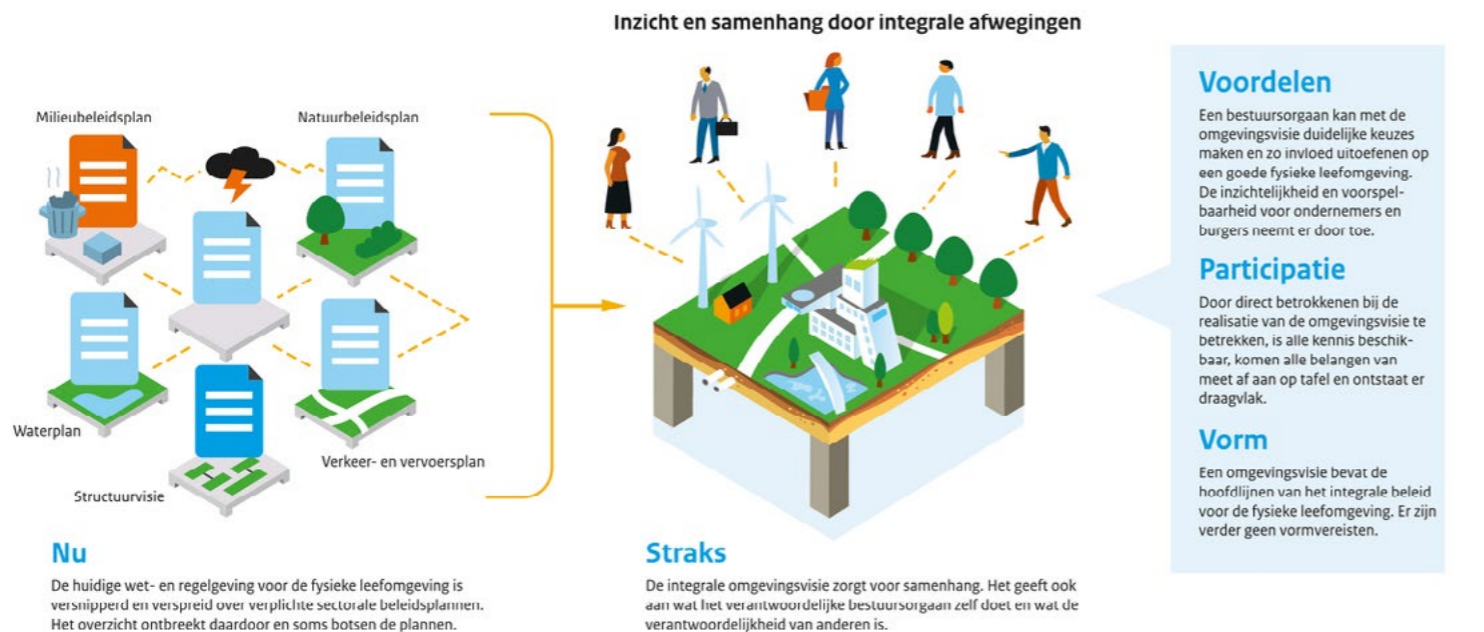 Inzicht en samenhang door integrale afwegingen
Milieubeleidsplan
Natuurbeleidsplan
Waterplan
Verkeer- en vervoersplan
Structuurvisie
Nu
De huidige wet- en regelgeving voor de fysieke leefomgeving is
versnipperd en verspreid over verplichte sectorale beleidsplannen.
Het overzicht ontbreekt daardoor en soms botsen de plannen.
Straks
De integrale omgevingsvisie zorgt voor samenhang. Het geeft ook
aan wat het verantwoordelijke bestuursorgaan zelf doet en wat de
verantwoordelijkheid van anderen is.
Voordelen
Een bestuursorgaan kan met de
omgevingsvisie duidelijke keuzes
maken en zo invloed uitoefenen op
een goede fysieke leefomgeving.
De inzichtelijkheid en voorspel-
baarheid voor ondernemers en
burgers neemt er door toe.
Participatie
Door direct betrokkenen bij de
realisatie van de omgevingsvisie te
betrekken, is alle kennis beschik-
baar, komen alle belangen van
meet af aan op tafel en ontstaat er
draagvlak.
Vorm
Een omgevingsvisie bevat de
hoofdlijnen van het integrale beleid
voor de fysieke leefomgeving. Er zijn
verder geen vormvereisten.